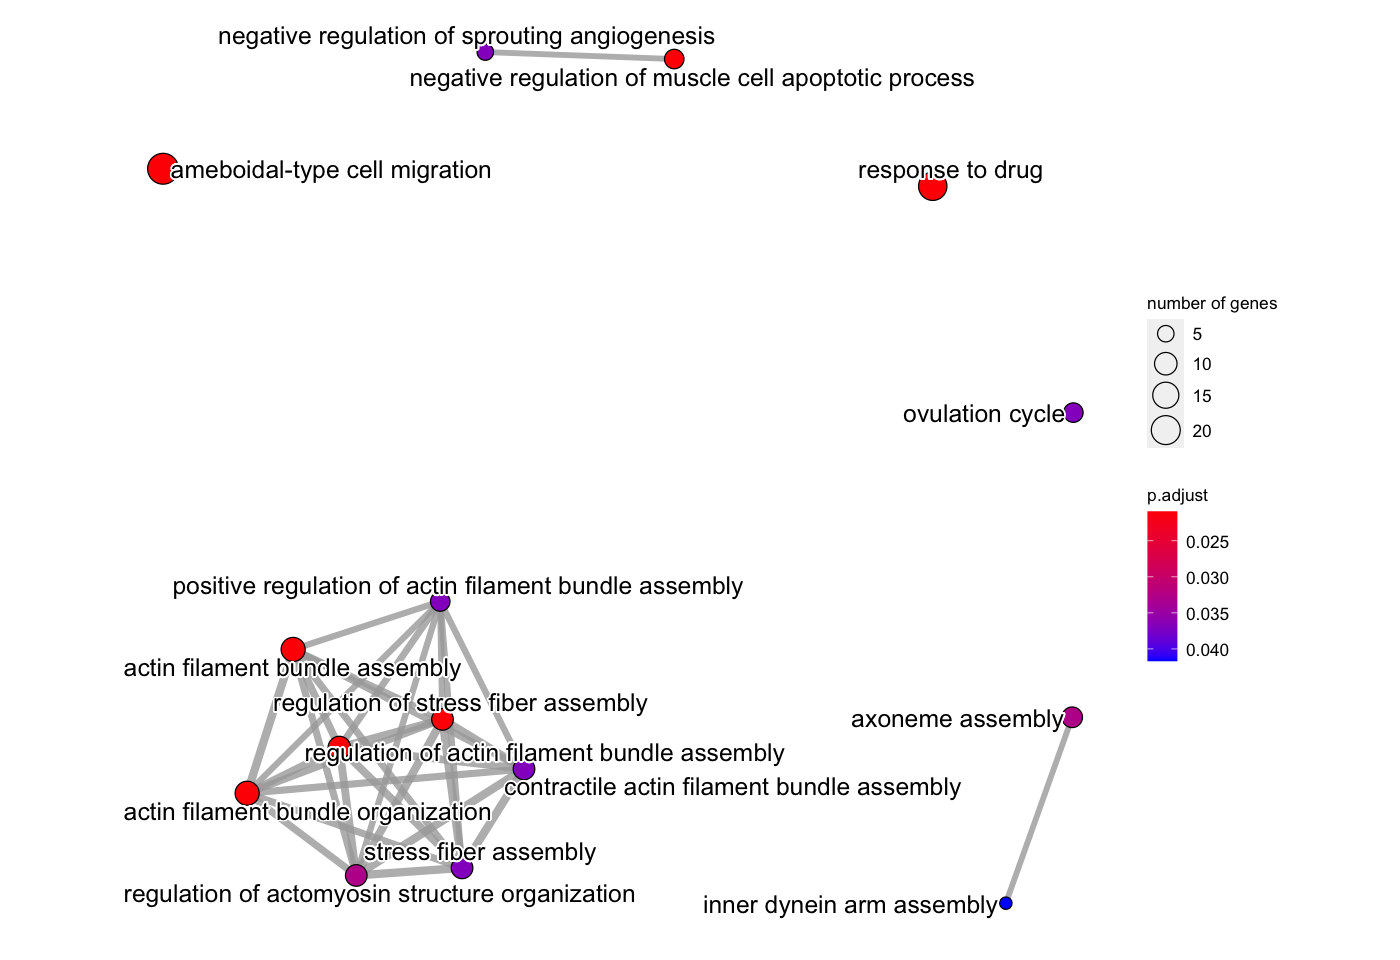 negative regulation of sprouting angiogenesis
negative regulation of muscle cell apoptotic process
ameboidal-type cell migration
response to drug
number of genes
5
10
15
20
ovulation cycle
p.adjust
0.025
0.030
0.035
0.040
positive regulation of actin filament bundle assembly
actin filament bundle assembly
regulation of stress fiber assembly
axoneme assembly
regulation of actin filament bundle assembly
contractile actin filament bundle assembly
actin filament bundle organization
stress fiber assembly
regulation of actomyosin structure organization
inner dynein arm assembly